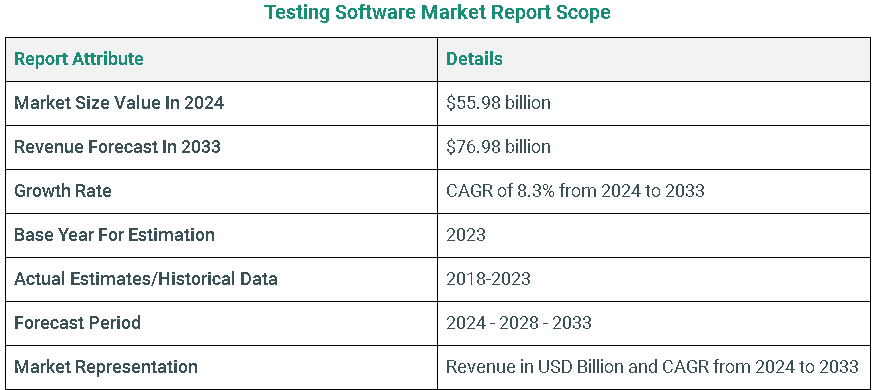 Testing Software Market Report Scope
Report Attribute Details
Market Size Value In 2024 $55.98 billion
Revenue Forecast In 2033 $76.98 billion
Growth Rate CAGR of 8.3% from 2024 to 2033
Base Year For Estimation 2023
Actual Estimates/Historical Data 2018-2023
Forecast Period 2024 - 2028 - 2033
Market Representation Revenue in USD Billion and CAGR from 2024 to 2033